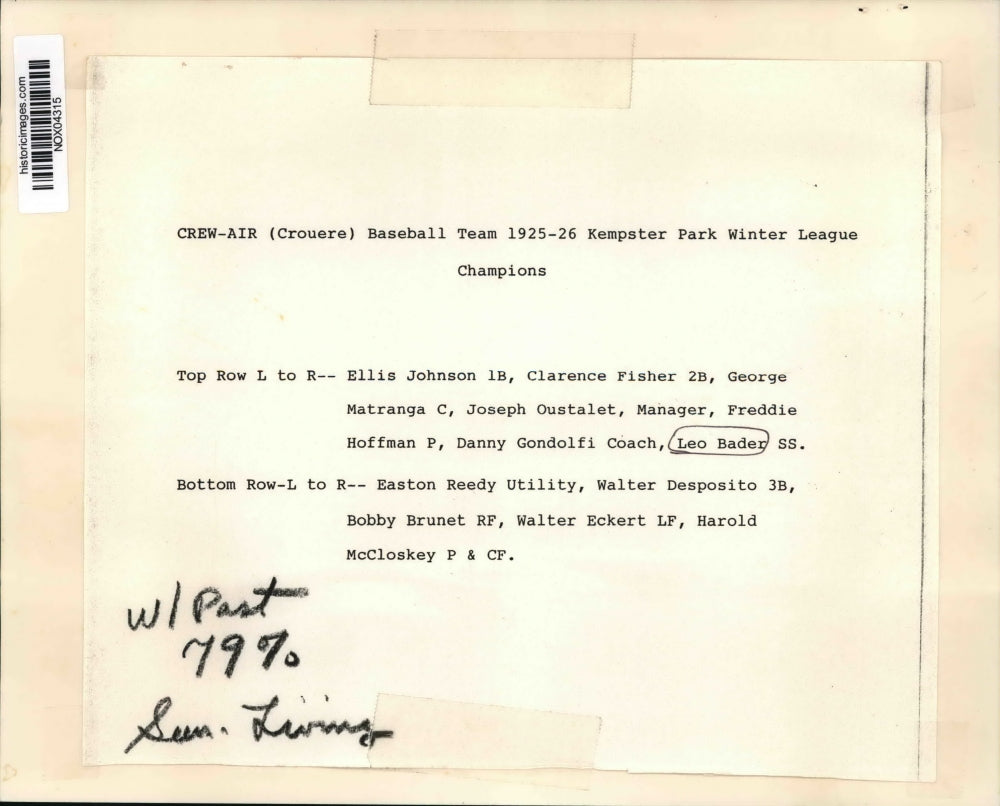 historicimages.com
NOX04315
CREW-AIR (Crouere) Baseball Team 1925-26 Kempster Park Winter League
Champions
Top Row L to R-- Ellis Johnson 1B, Clarence Fisher 2B, George
Matranga C, Joseph Oustalet, Manager, Freddie
Hoffman P, Danny Gondolfi Coach, Leo Bader SS.
Bottom Row-L to R-- Easton Reedy Utility, Walter Desposito 3B,
Bobby Brunet RF, Walter Eckert LF, Harold
McCloskey P & CF.
W/Past
79%
Sun. Living